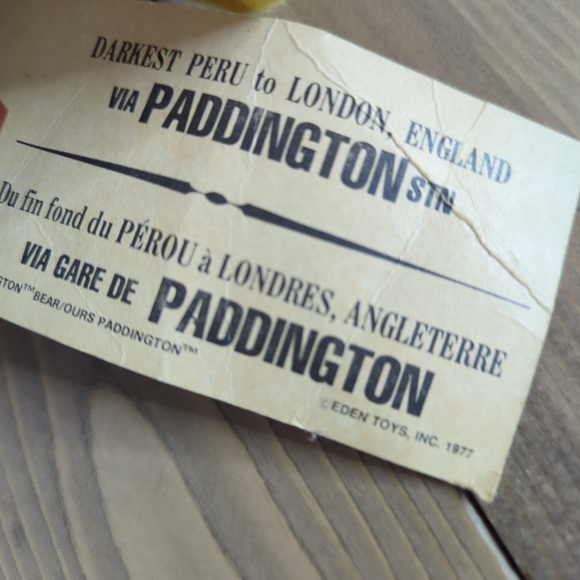 DARKEST PERU to LONDON, ENGLAND
VIA PADDINGTON STN
Du fin fond du PÉROU à LONDRES, ANGLETERRE
VIA GARE DE PADDINGTON
GTON™ BEAR/OURS PADDINGTON™
©EDEN TOYS, INC. 1977